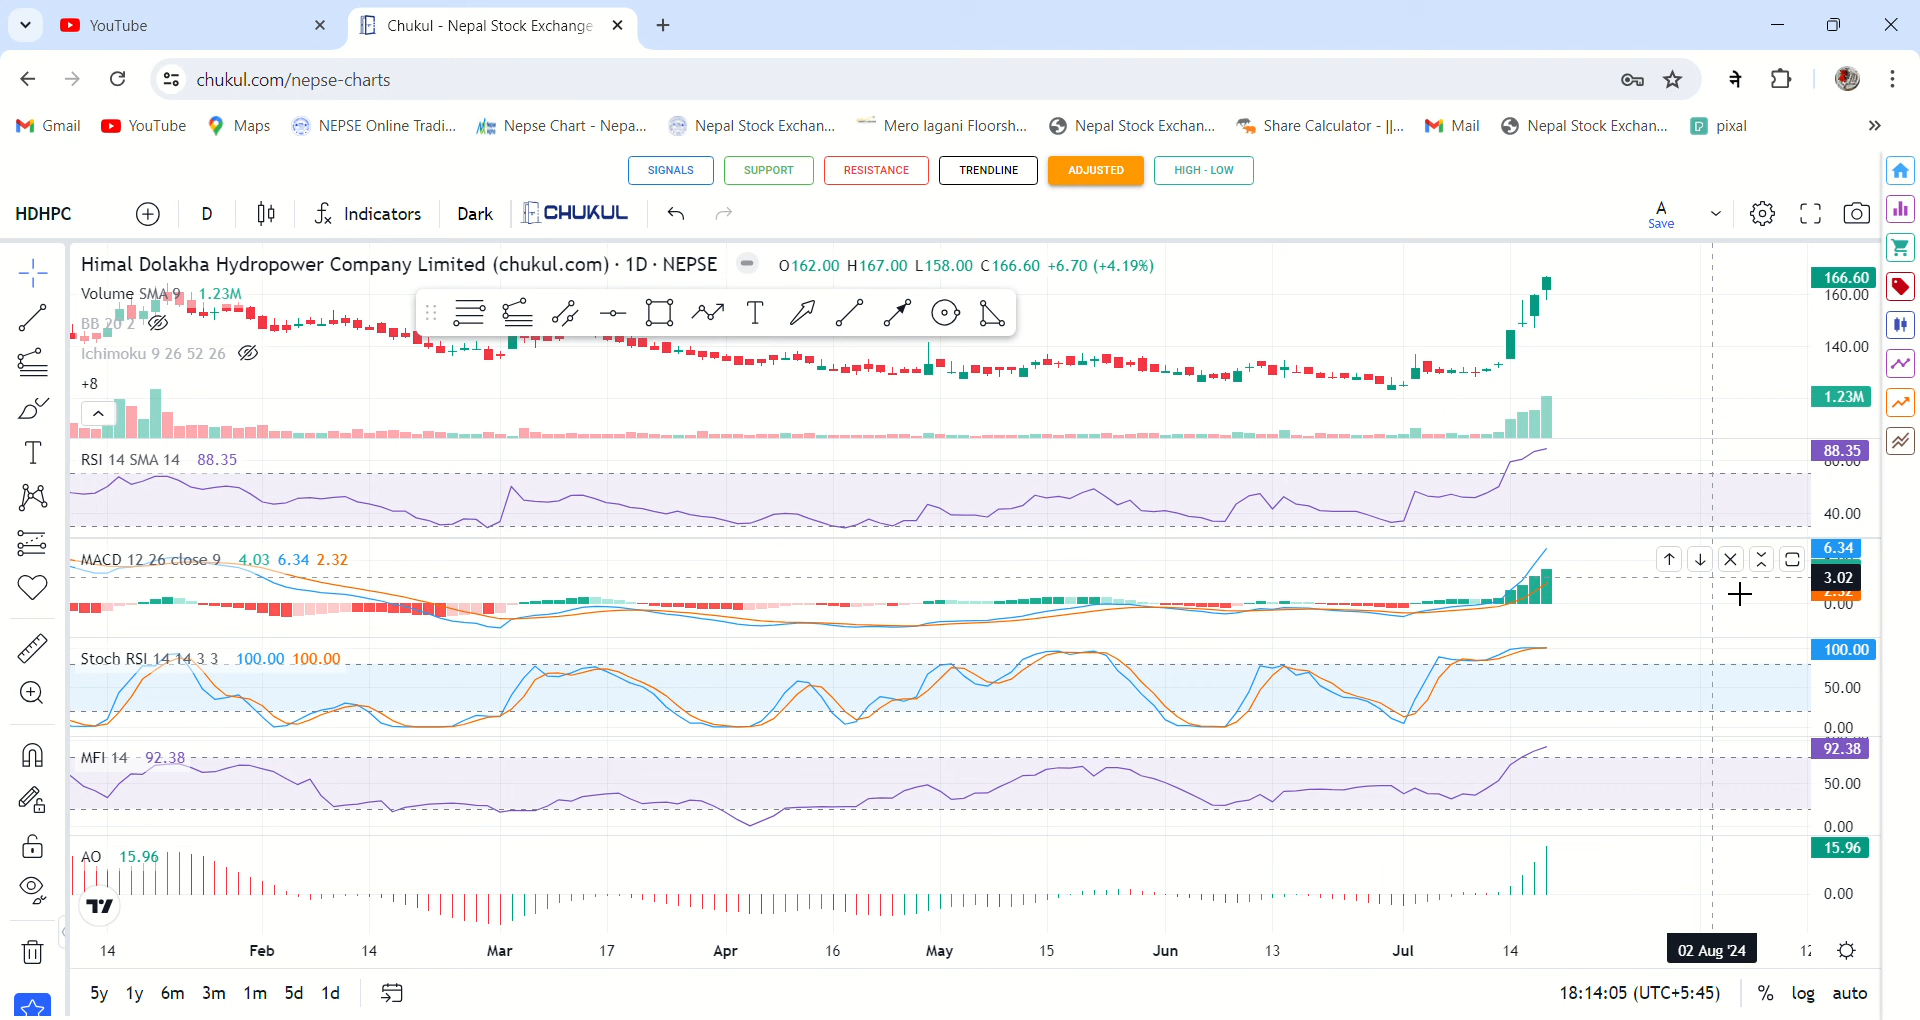 YouTube
Chukul - Nepal Stock Exchange
chukul.com/nepse-charts
ने
Gmail YouTube Maps NEPSE Online Tradi... Nepse Chart - Nepa... Nepal Stock Exchan... Mero lagani Floorsh... Nepal Stock Exchan... Share Calculator - ||... Mail Nepal Stock Exchan... pixal
SIGNALS SUPPORT RESISTANCE TRENDLINE ADJUSTED HIGH - LOW
HDHPC D Indicators Dark CHUKUL A Save
Himal Dolakha Hydropower Company Limited (chukul.com) · 1D · NEPSE O162.00 H167.00 L158.00 C166.60 +6.70 (+4.19%)
166.60
Volume SMA 9 1.23M
160.00
BB 20 2
Ichimoku 9 26 52 26
140.00
+8
1.23M
RSI 14 SMA 14 88.35
88.35
40.00
MACD 12 26 close 9 4.03 6.34 2.32
6.34
3.02
0.00
Stoch RSI 14 14 3 3 100.00 100.00
100.00
50.00
0.00
MFI 14 92.38
92.38
50.00
0.00
AO 15.96
15.96
0.00
14 Feb 14 Mar 17 Apr 16 May 15 Jun 13 Jul 14 02 Aug '24
5y 1y 6m 3m 1m 5d 1d 18:14:05 (UTC+5:45) % log auto